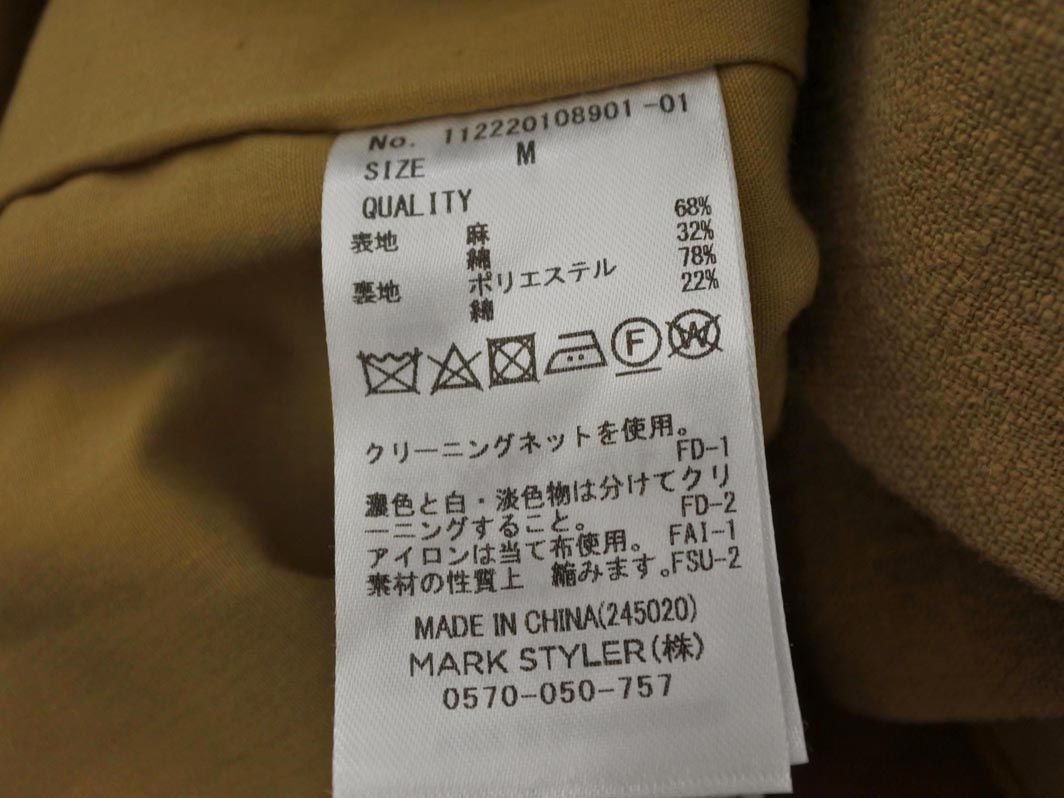 No. 112220108901-01
SIZE M
QUALITY
表地 麻 68%
綿 32%
裏地 ポリエステル 78%
綿 22%
F W
クリーニングネットを使用。
FD-1
濃色と白・淡色物は分けてクリ
ーニングすること。 FD-2
アイロンは当て布使用。 FAI-1
素材の性質上 縮みます。FSU-2
MADE IN CHINA(245020)
MARK STYLER(株)
0570-050-757